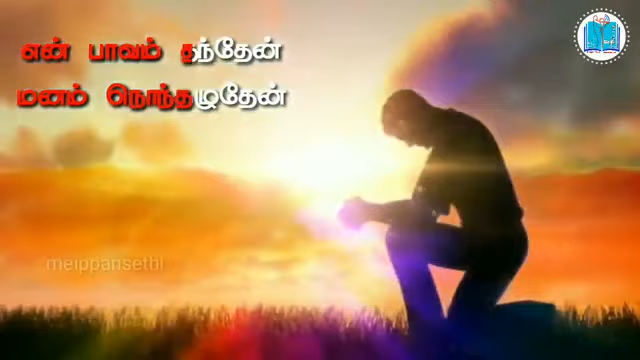 என் பாவம் தந்தேன்
மனம் நொந்தழுதேன்
meippansethi